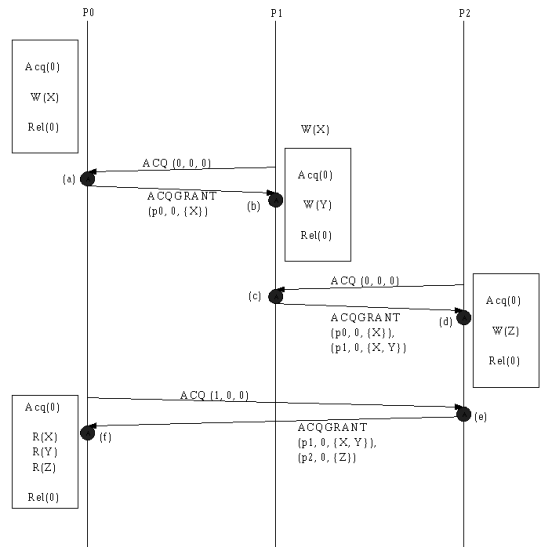 P0 P1 P2
Acq(0)
W(X)
Rel(0)
W(X)
ACQ (0, 0, 0)
(a)
ACQGRANT
(p0, 0, {X})
(b)
Acq(0)
W(Y)
Rel(0)
ACQ (0, 0, 0)
(c)
ACQGRANT
(p0, 0, {X}),
(p1, 0, {X, Y})
(d)
Acq(0)
W(Z)
Rel(0)
ACQ (1, 0, 0)
(e)
Acq(0)
R(X)
R(Y)
R(Z)
Rel(0)
(f)
ACQGRANT
(p1, 0, {X, Y}),
(p2, 0, {Z})